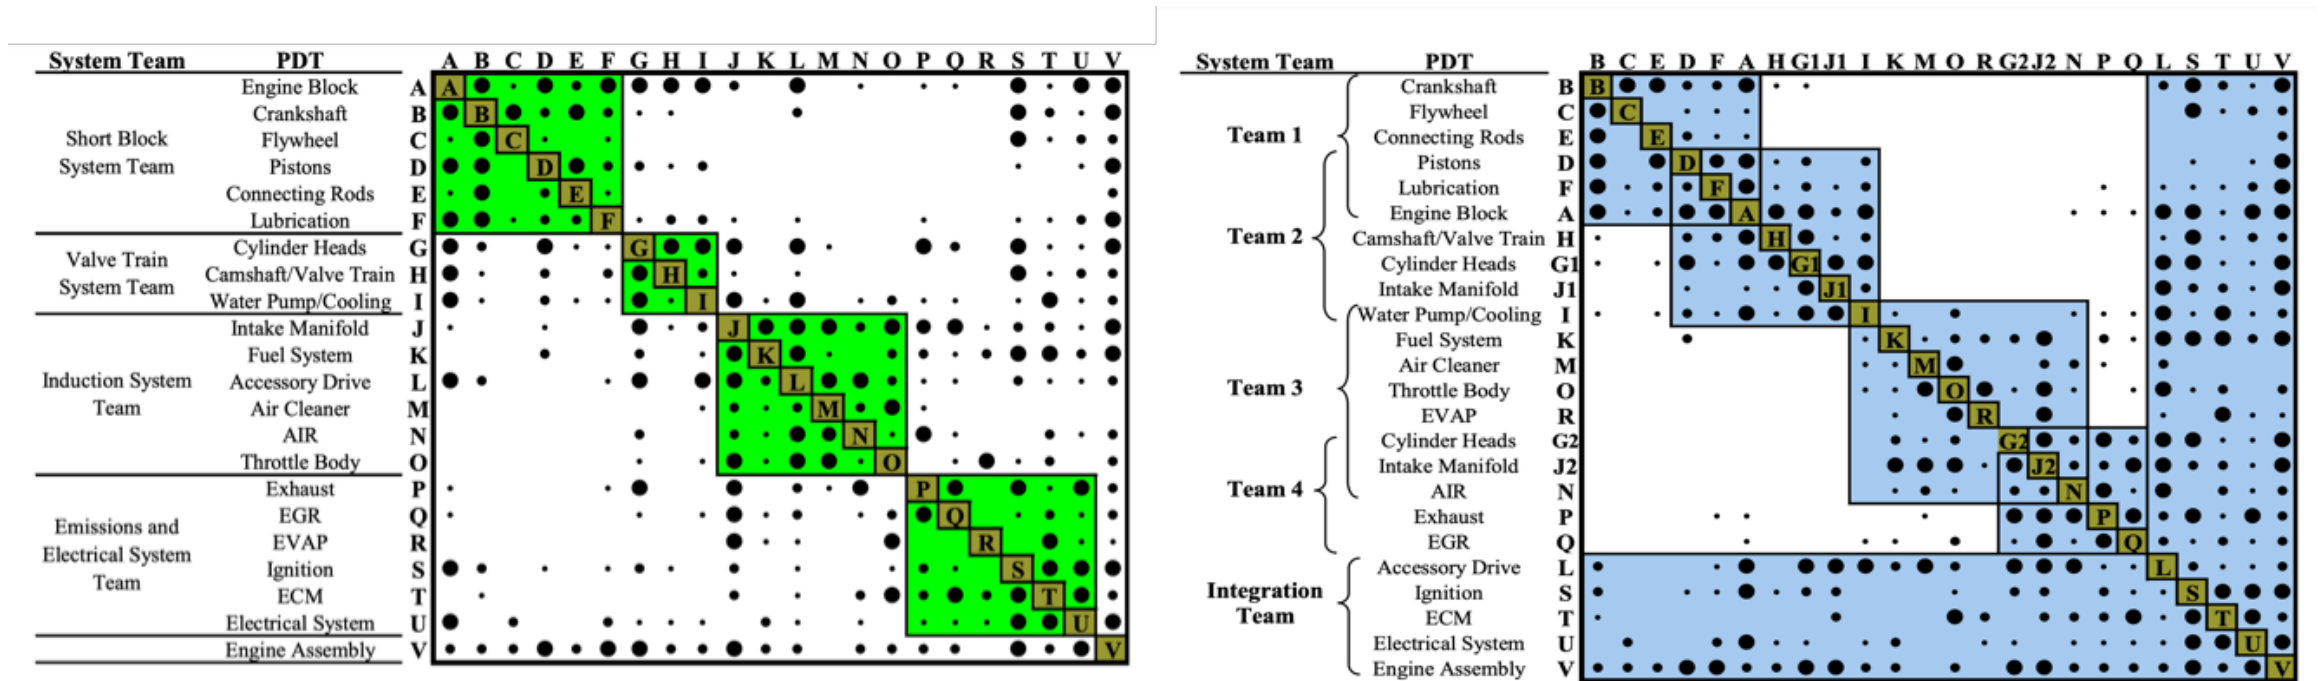 System Team PDT A B C D E F G H I J K L M N O P Q R S T U V
Engine Block A A
Crankshaft B B
Short Block Flywheel C C
System Team Pistons D D
Connecting Rods E E
Lubrication F F
Cylinder Heads G G
Valve Train
Camshaft/Valve Train H H
System Team
Water Pump/Cooling I I
Intake Manifold J J
Fuel System K K
Induction System Accessory Drive L L
Team Air Cleaner M M
AIR N N
Throttle Body O O
Exhaust P P
Emissions and EGR Q Q
Electrical System EVAP R R
Team Ignition S S
ECM T T
Electrical System U U
Engine Assembly V V
System Team PDT B C E D F A H G1 J1 I K M O R G2 J2 N P Q L S T U V
Crankshaft B B
Flywheel C C
Team 1 Connecting Rods E E
Pistons D D
Lubrication F F
Engine Block A A
Team 2 Camshaft/Valve Train H H
Cylinder Heads G1 G1
Intake Manifold J1 J1
Water Pump/Cooling I I
Fuel System K K
Air Cleaner M M
Team 3 Throttle Body O O
EVAP R R
Cylinder Heads G2 G2
Intake Manifold J2 J2
Team 4 AIR N N
Exhaust P P
EGR Q Q
Accessory Drive L L
Integration Ignition S S
Team ECM T T
Electrical System U U
Engine Assembly V V